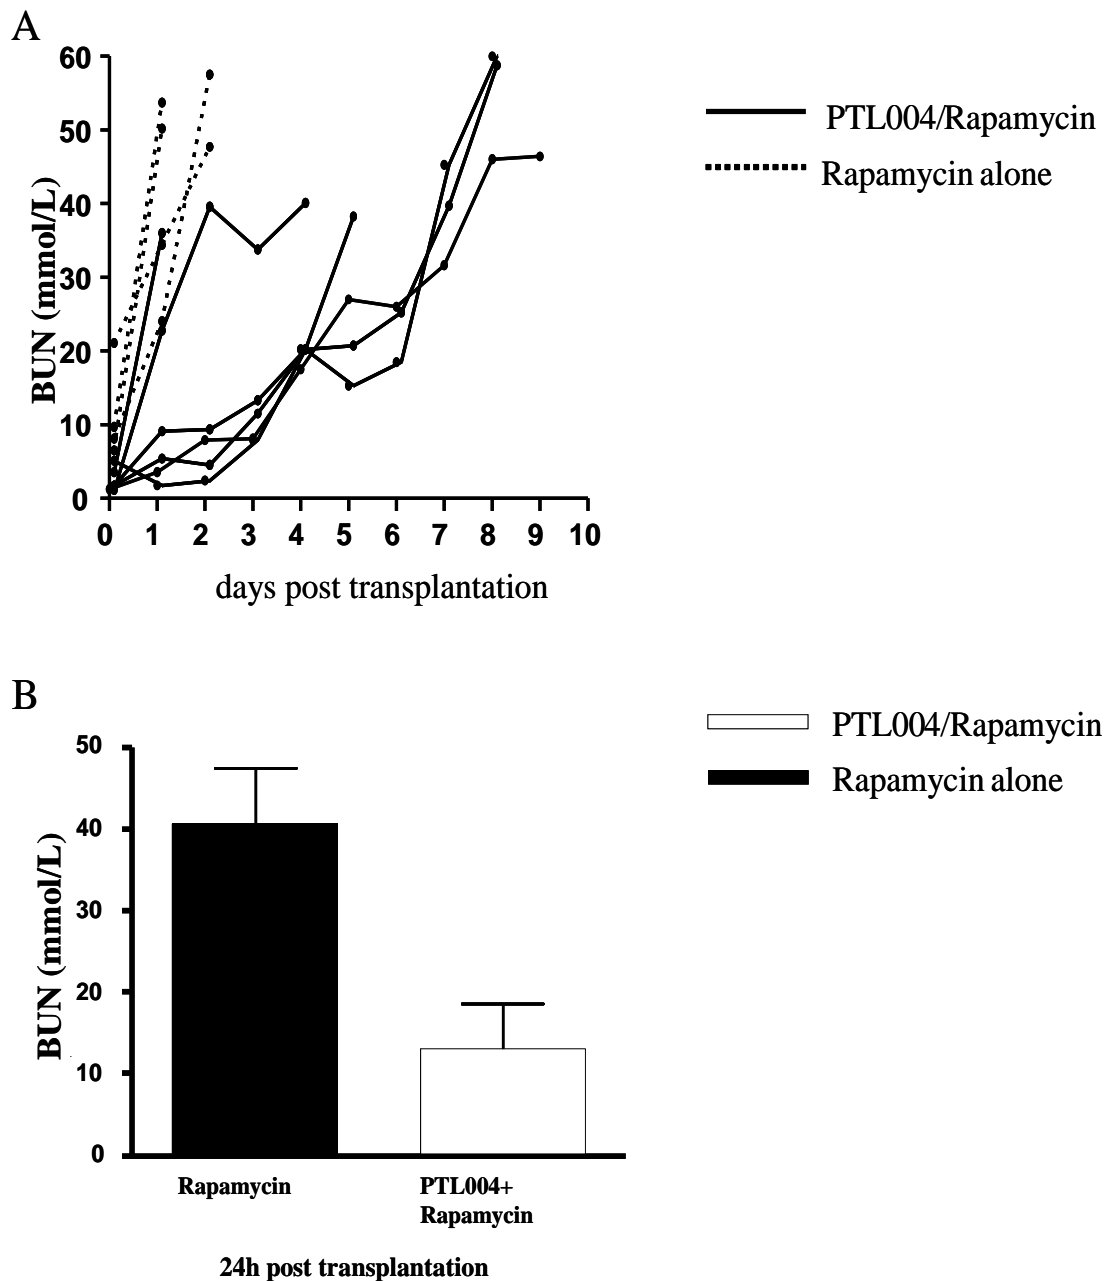 A
60
50
40
30
20
10
0
BUN (mmol/L)
0 1 2 3 4 5 6 7 8 9 10
days post transplantation
PTL004/Rapamycin
Rapamycin alone
B
50
40
30
20
10
0
BUN (mmol/L)
Rapamycin
PTL004+
Rapamycin
24h post transplantation
PTL004/Rapamycin
Rapamycin alone